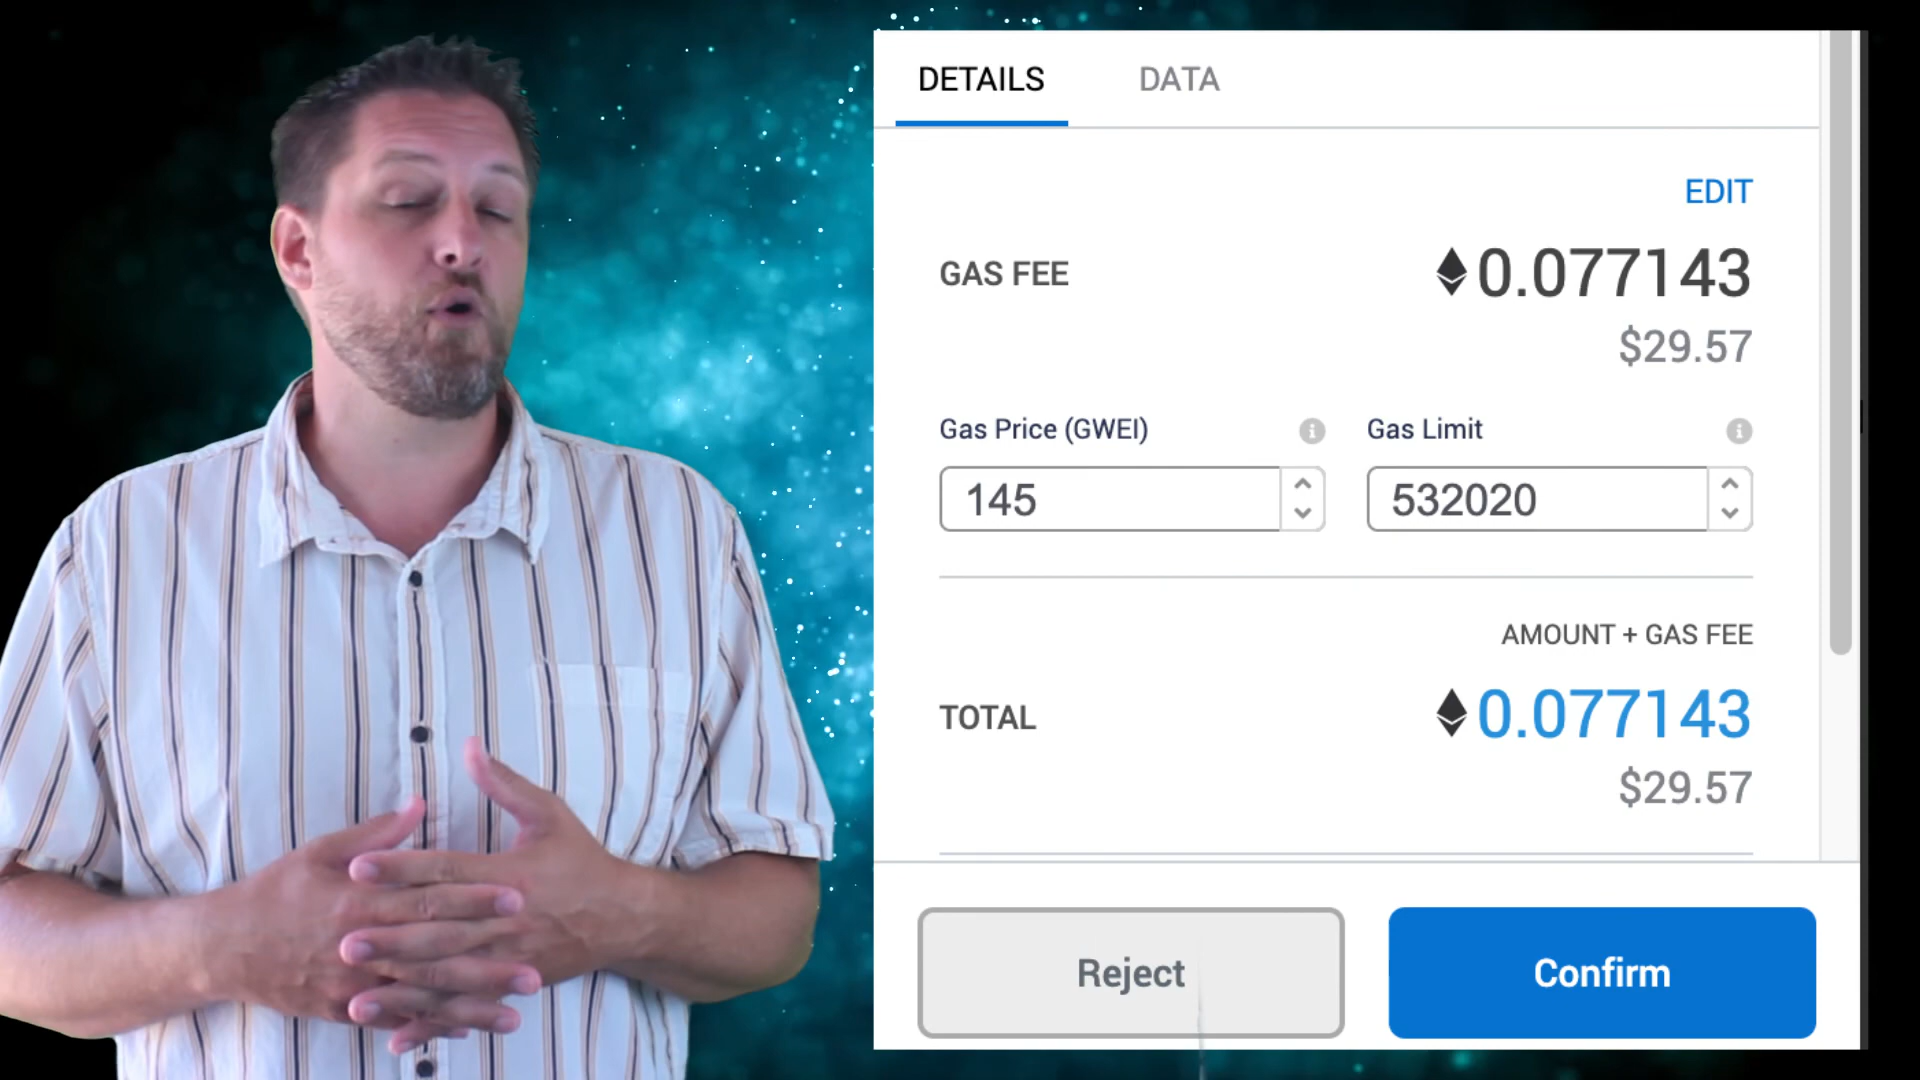 DETAILS DATA
EDIT
GAS FEE 0.077143
$29.57
Gas Price (GWEI) Gas Limit
145 532020
AMOUNT + GAS FEE
TOTAL 0.077143
$29.57
Reject Confirm